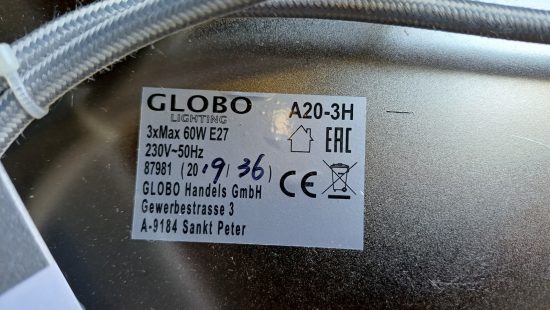 GLOBO
LIGHTING
A20-3H
3xMax 60W E27
230V~50Hz
EAC
87981 (20.9/36)
CE
GLOBO Handels GmbH
Gewerbestrasse 3
A-9184 Sankt Peter